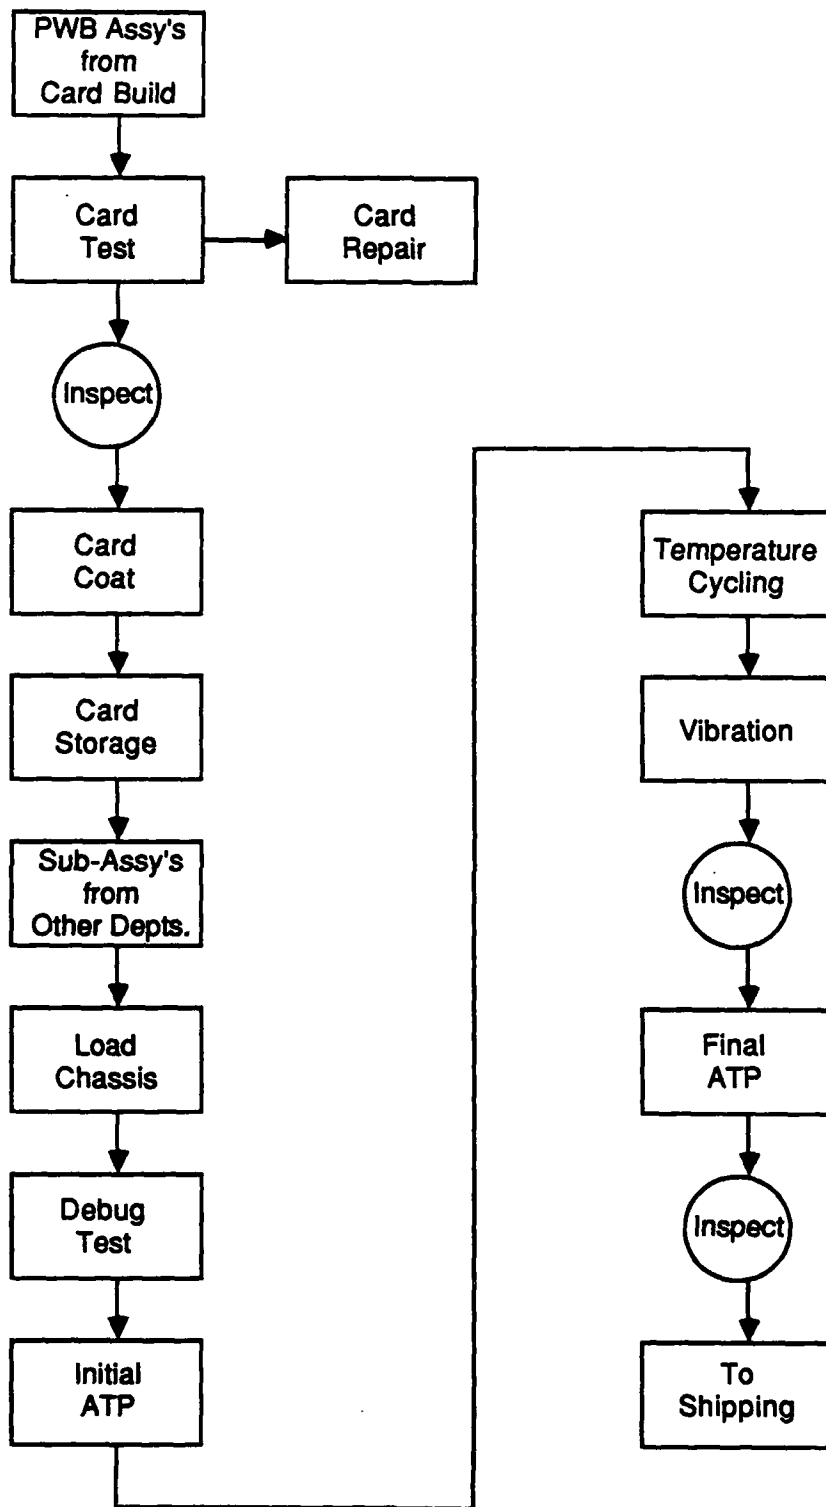 PWB Assy's
from
Card Build
Card
Test
Card
Repair
Inspect
Card
Coat
Card
Storage
Sub-Assy's
from
Other Depts.
Load
Chassis
Debug
Test
Initial
ATP
Temperature
Cycling
Vibration
Inspect
Final
ATP
Inspect
To
Shipping